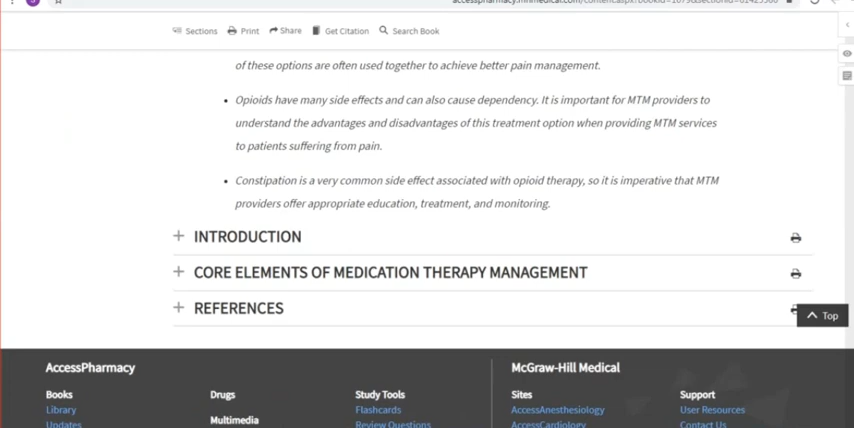 Sections Print Share Get Citation Search Book
of these options are often used together to achieve better pain management.
Opioids have many side effects and can also cause dependency. It is important for MTM providers to
understand the advantages and disadvantages of this treatment option when providing MTM services
to patients suffering from pain.
Constipation is a very common side effect associated with opioid therapy, so it is imperative that MTM
providers offer appropriate education, treatment, and monitoring.
INTRODUCTION
CORE ELEMENTS OF MEDICATION THERAPY MANAGEMENT
REFERENCES
Top
AccessPharmacy
Books
Library
Updates
Drugs
Multimedia
Study Tools
Flashcards
Review Questions
McGraw-Hill Medical
Sites
AccessAnesthesiology
AccessCardiology
Support
User Resources
Contact Us